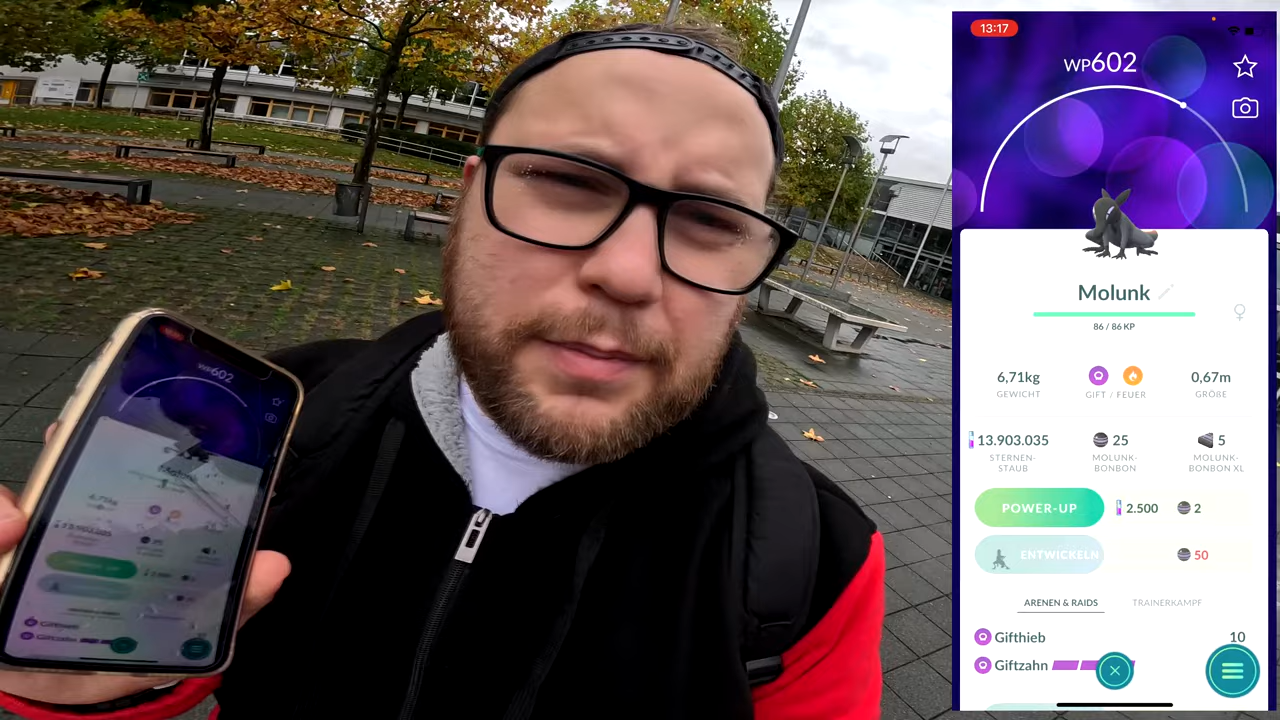 13:17
WP602
Molunk
86 / 86 KP
6,71kg
GEWICHT
GIFT / FEUER
0,67m
GRÖßE
13.903.035
STERNEN-
STAUB
25
MOLUNK-
BONBON
5
MOLUNK-
BONBON XL
POWER-UP
2.500
2
ENTWICKELN
50
ARENEN & RAIDS
TRAINERKAMPF
Gifthieb
10
Giftzahn
WP602